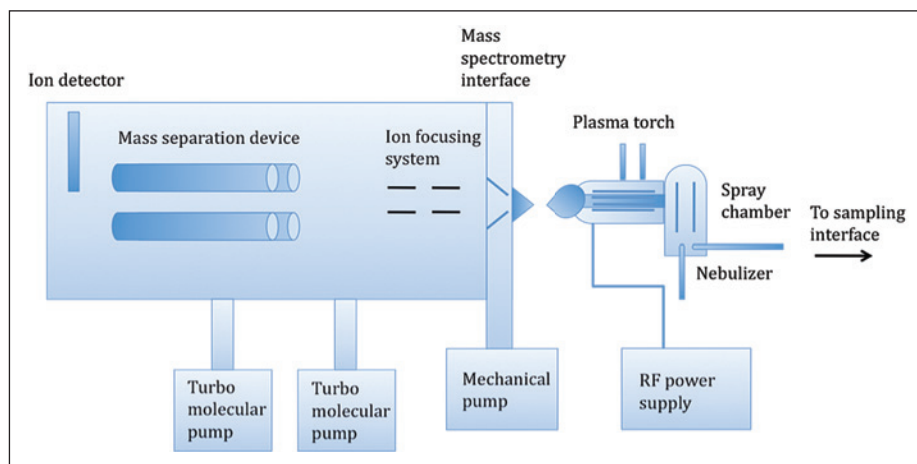 Mass
spectrometry
interface
Ion detector
Mass separation device
Ion focusing
system
Plasma torch
Spray
chamber
To sampling
interface
Nebulizer
Turbo
molecular
pump
Turbo
molecular
pump
Mechanical
pump
RF power
supply